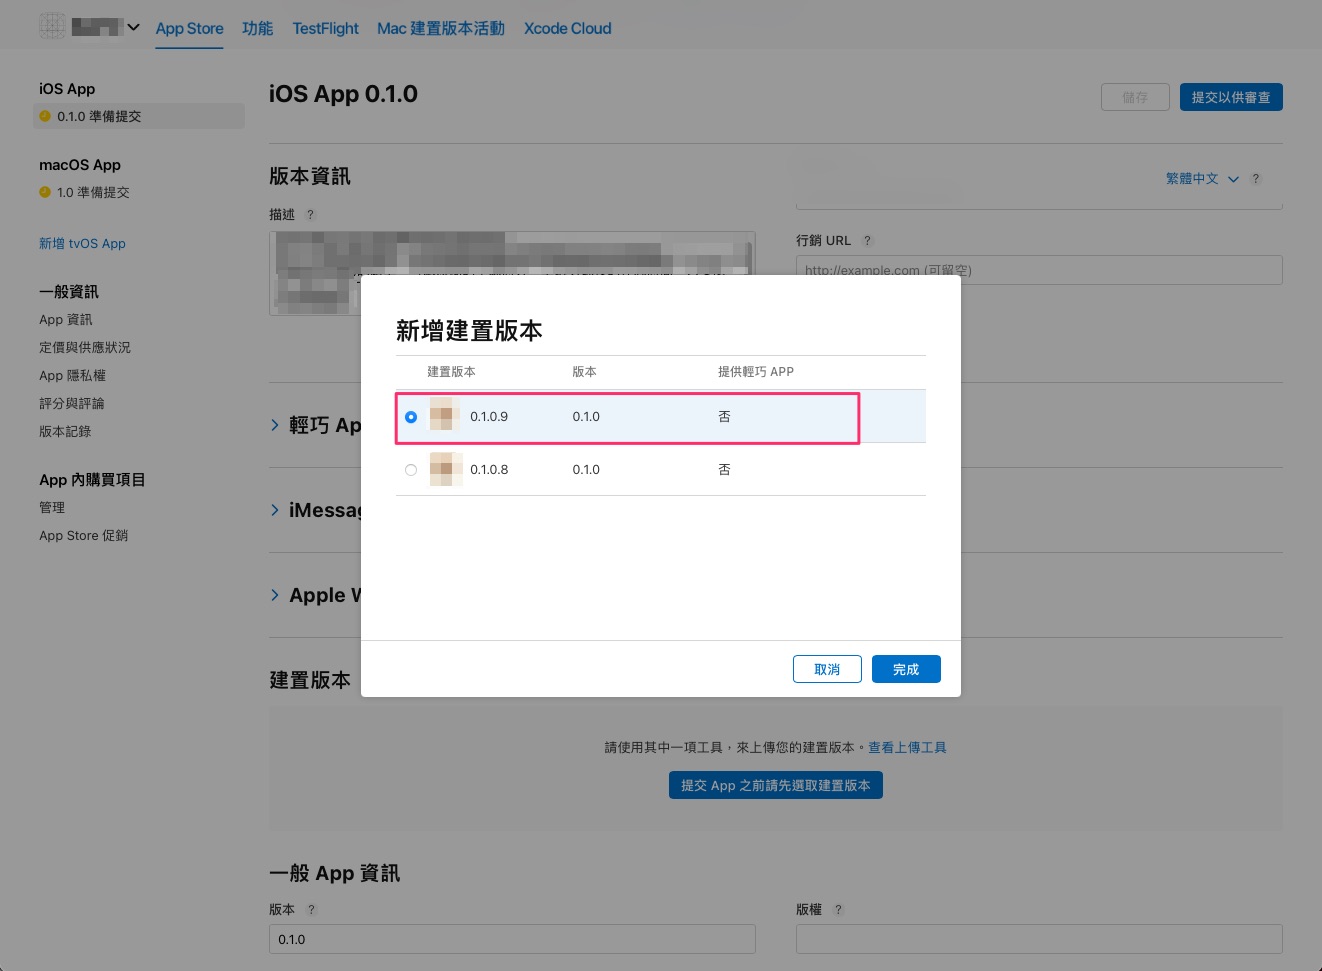 App Store 功能 TestFlight Mac 建置版本活動 Xcode Cloud
iOS App
0.1.0 準備提交
macOS App
1.0 準備提交
新增 tvOS App
一般資訊
App 資訊
定價與供應狀況
App 隱私權
評分與評論
版本記錄
App 內購買項目
管理
App Store 促銷
iOS App 0.1.0
儲存 提交以供審查
版本資訊
繁體中文 ?
描述 ?
行銷 URL ?
http://example.com (可留空)
新增建置版本
建置版本 版本 提供輕巧 APP
0.1.0.9 0.1.0 否
0.1.0.8 0.1.0 否
取消 完成
輕巧 Ap
iMessag
Apple W
建置版本
請使用其中一項工具，來上傳您的建置版本。查看上傳工具
提交 App 之前請先選取建置版本
一般 App 資訊
版本 ? 版權 ?
0.1.0